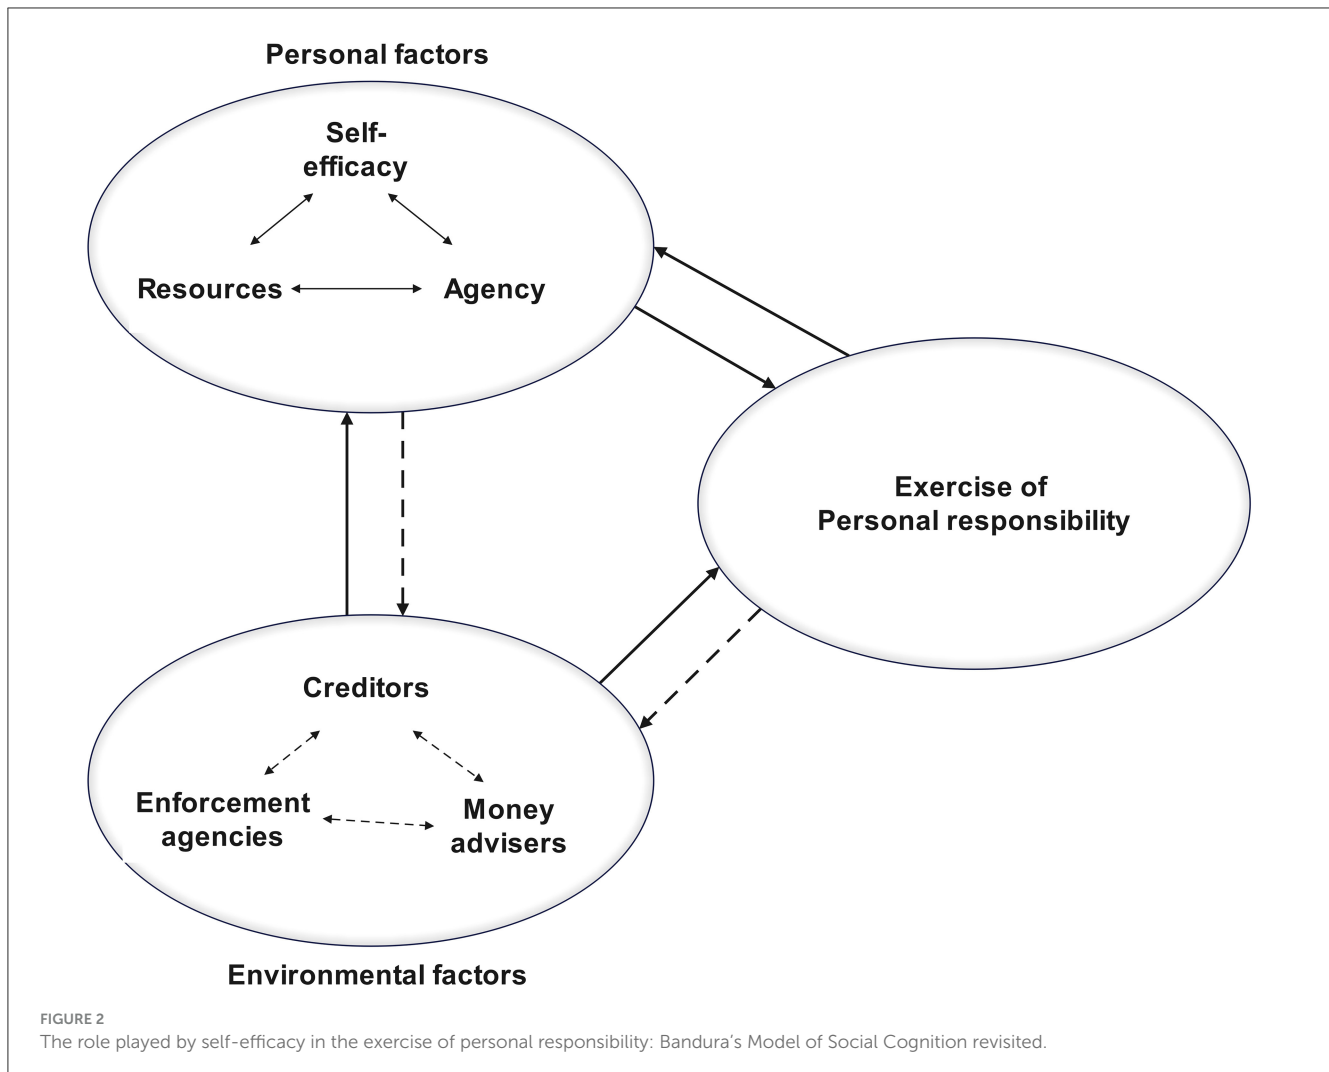 Personal factors
Self-
efficacy
Resources
Agency
Exercise of
Personal responsibility
Creditors
Enforcement
agencies
Money
advisers
Environmental factors
FIGURE 2
The role played by self-efficacy in the exercise of personal responsibility: Bandura’s Model of Social Cognition revisited.